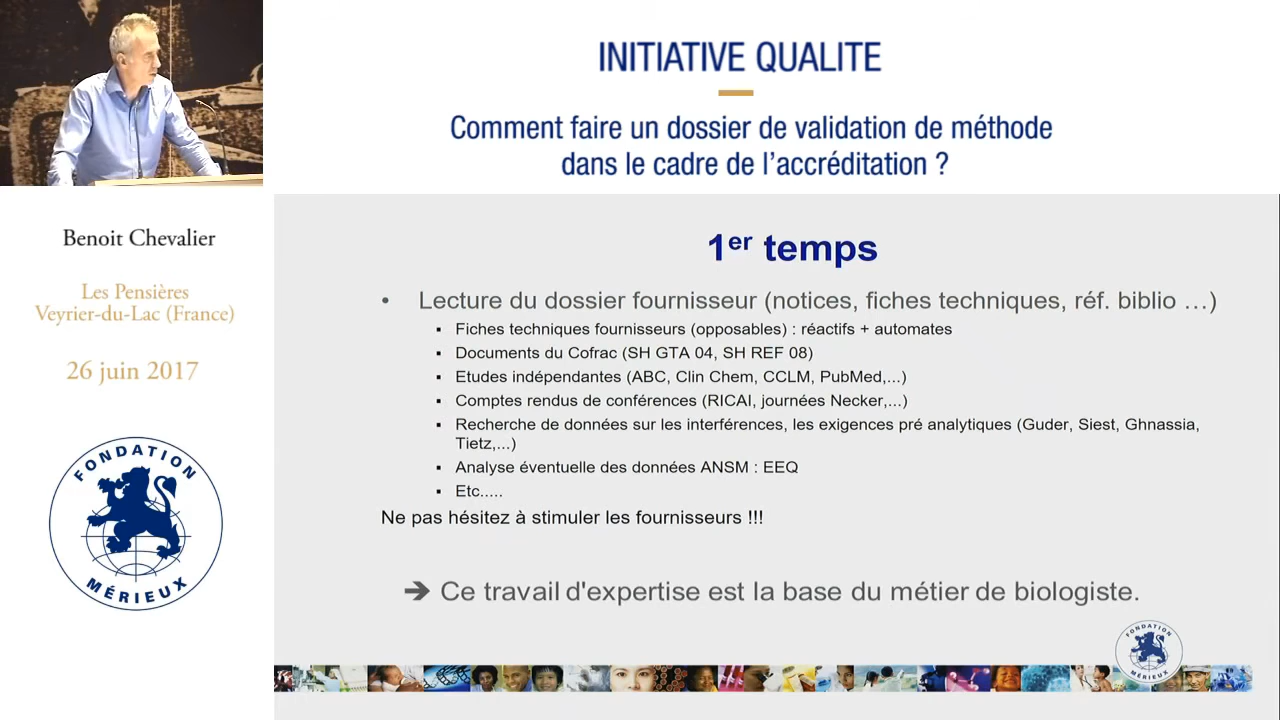 INITIATIVE QUALITE
Comment faire un dossier de validation de méthode
dans le cadre de l'accréditation ?
Benoit Chevalier
Les Pensières
Veyrier-du-Lac (France)
26 juin 2017
FONDATION
MÉRIEUX
1er temps
• Lecture du dossier fournisseur (notices, fiches techniques, réf. biblio …)
▪ Fiches techniques fournisseurs (opposables) : réactifs + automates
▪ Documents du Cofrac (SH GTA 04, SH REF 08)
▪ Etudes indépendantes (ABC, Clin Chem, CCLM, PubMed,...)
▪ Comptes rendus de conférences (RICAI, journées Necker,...)
▪ Recherche de données sur les interférences, les exigences pré analytiques (Guder, Siest, Ghnassia,
Tietz,...)
▪ Analyse éventuelle des données ANSM : EEQ
▪ Etc.....
Ne pas hésitez à stimuler les fournisseurs !!!
➔ Ce travail d'expertise est la base du métier de biologiste.
FONDATION
MÉRIEUX